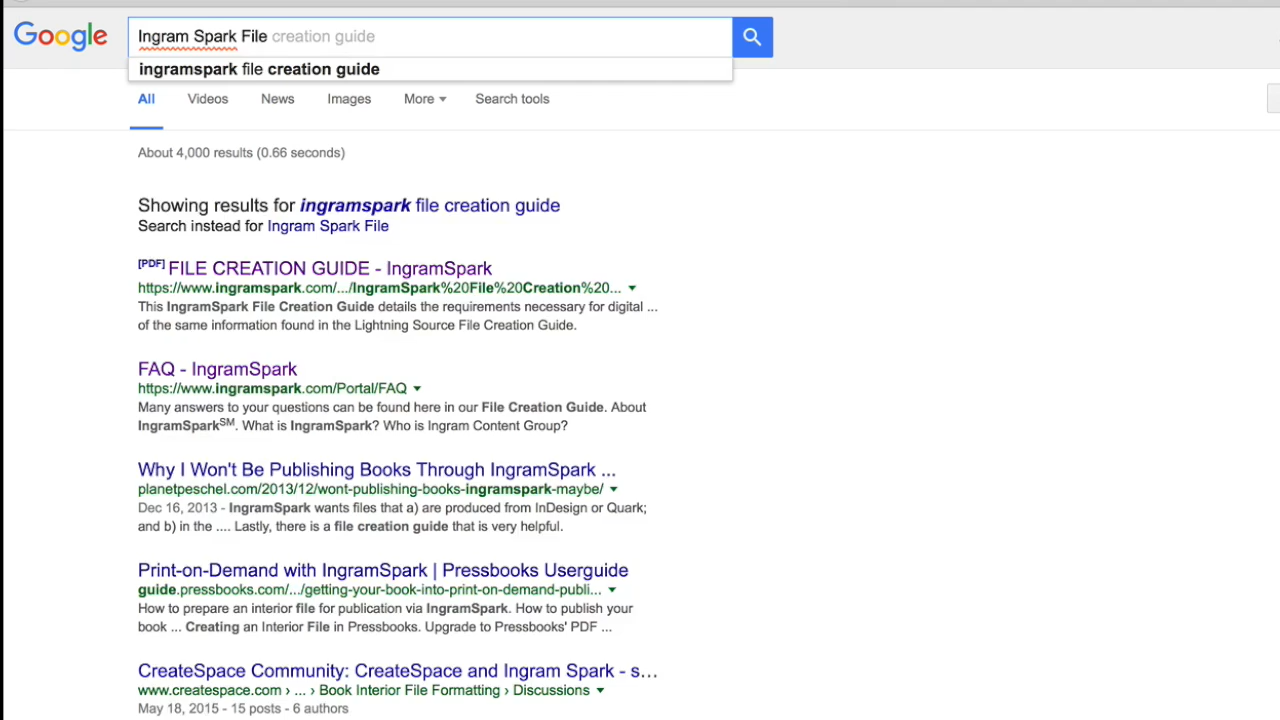 Google
Ingram Spark File creation guide
ingramspark file creation guide
All Videos News Images More Search tools
About 4,000 results (0.66 seconds)
Showing results for ingramspark file creation guide
Search instead for Ingram Spark File
[PDF] FILE CREATION GUIDE - IngramSpark
https://www.ingramspark.com/.../IngramSpark%20File%20Creation%20...
This IngramSpark File Creation Guide details the requirements necessary for digital ...
of the same information found in the Lightning Source File Creation Guide.
FAQ - IngramSpark
https://www.ingramspark.com/Portal/FAQ
Many answers to your questions can be found here in our File Creation Guide. About
IngramSpark℠. What is IngramSpark? Who is Ingram Content Group?
Why I Won't Be Publishing Books Through IngramSpark ...
planetpeschel.com/2013/12/wont-publishing-books-ingramspark-maybe/
Dec 16, 2013 - IngramSpark wants files that a) are produced from InDesign or Quark;
and b) in the .... Lastly, there is a file creation guide that is very helpful.
Print-on-Demand with IngramSpark | Pressbooks Userguide
guide.pressbooks.com/.../getting-your-book-into-print-on-demand-publi...
How to prepare an interior file for publication via IngramSpark. How to publish your
book ... Creating an Interior File in Pressbooks. Upgrade to Pressbooks' PDF ...
CreateSpace Community: CreateSpace and Ingram Spark - s...
www.createspace.com › ... › Book Interior File Formatting › Discussions
May 18, 2015 - 15 posts - 6 authors